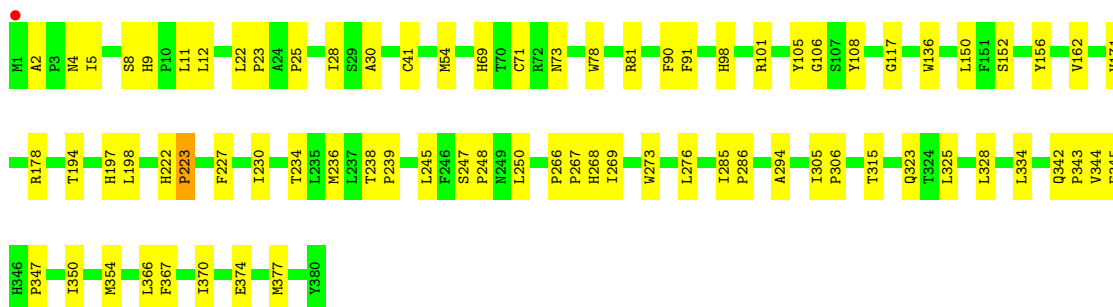 M1 A2 P3 N4 I5 S8 H9 P10 L11 L12 L22 P23 A24 P25 I28 S29 A30 C41 M54 H69 T70 C71 R72 N73 W78 R81 F90 F91 H98 R101 Y105 G106 S107 Y108 G117 W136 L150 F151 S152 Y156 V162
R178 T194 H197 L198 H222 P223 F227 I230 T234 L235 M236 L237 T238 P239 L245 F246 S247 P248 N249 L250 P266 P267 H268 I269 W273 L276 I285 P286 A294 I305 P306 T315 Q323 T324 L325 L328 L334 Q342 P343 V344
H346 P347 I350 M354 L366 F367 I370 E374 M377 Y380